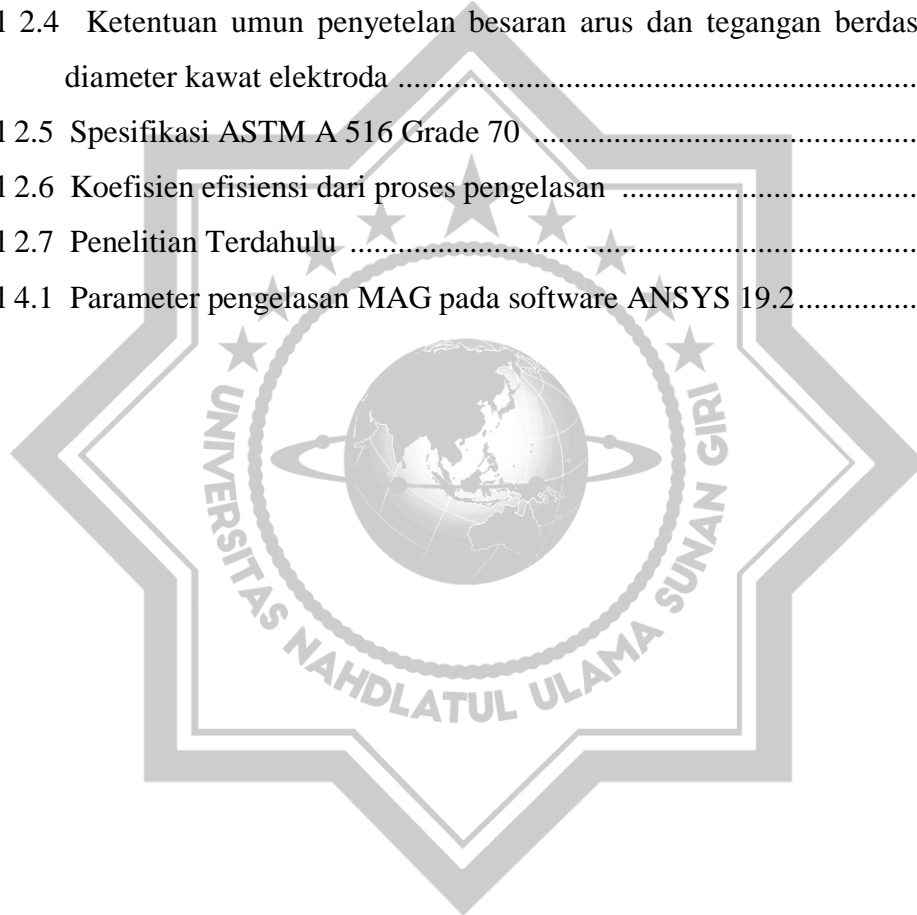 l 2.4 Ketentuan umun penyetelan besaran arus dan tegangan berdas
diameter kawat elektroda ................................................................
l 2.5 Spesifikasi ASTM A 516 Grade 70 ................................................
l 2.6 Koefisien efisiensi dari proses pengelasan .....................................
l 2.7 Penelitian Terdahulu ......................................................................
l 4.1 Parameter pengelasan MAG pada software ANSYS 19.2...............
UNIVERSITAS NAHDLATUL ULAMA SUNAN GIRI